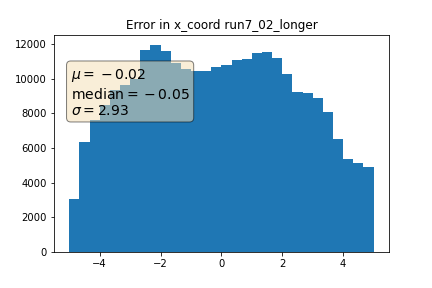 Error in x_coord run7_02_longer
12000
10000
8000
6000
4000
2000
0
μ = −0.02
median = −0.05
σ = 2.93
−4 −2 0 2 4